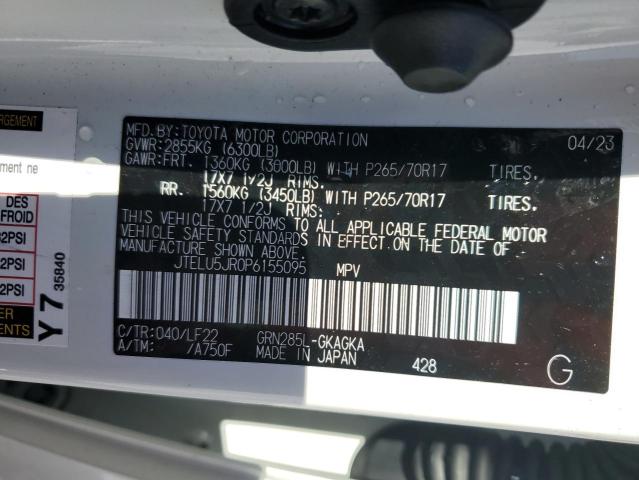 MFD.BY:TOYOTA MOTOR CORPORATION 04/23
GVWR:2855KG (6300LB)
GAWR:FRT. 1360KG (3000LB) WITH P265/70R17 TIRES.
17X7 1/2J RIMS.
RR. 1560KG (3450LB) WITH P265/70R17 TIRES.
17X7 1/2J RIMS.
THIS VEHICLE CONFORMS TO ALL APPLICABLE FEDERAL MOTOR
VEHICLE SAFETY STANDARDS IN EFFECT ON THE DATE OF
MANUFACTURE SHOWN ABOVE.
JTELU5JR0P6155095 MPV
C/TR:040/LF22 GRN285L-GKAGKA
A/TM: /A750F MADE IN JAPAN 428
G
ERGEMENT
ment ne
DES
FROID
2PSI
2PSI
ER
ENTS
Y7 35840